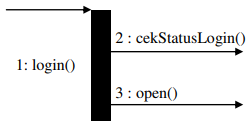 2 : cekStatusLogin()
1: login()
3 : open()